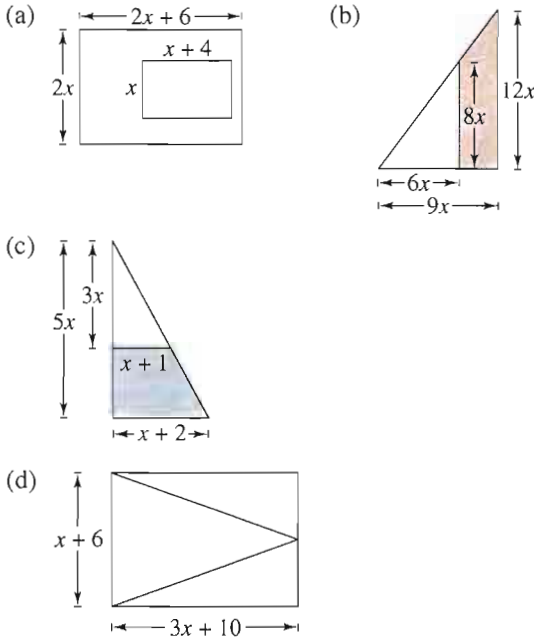 (a)
2x + 6
x + 4
2x
x
(b)
12x
8x
6x
9x
(c)
3x
5x
x + 1
x + 2
(d)
x + 6
3x + 10